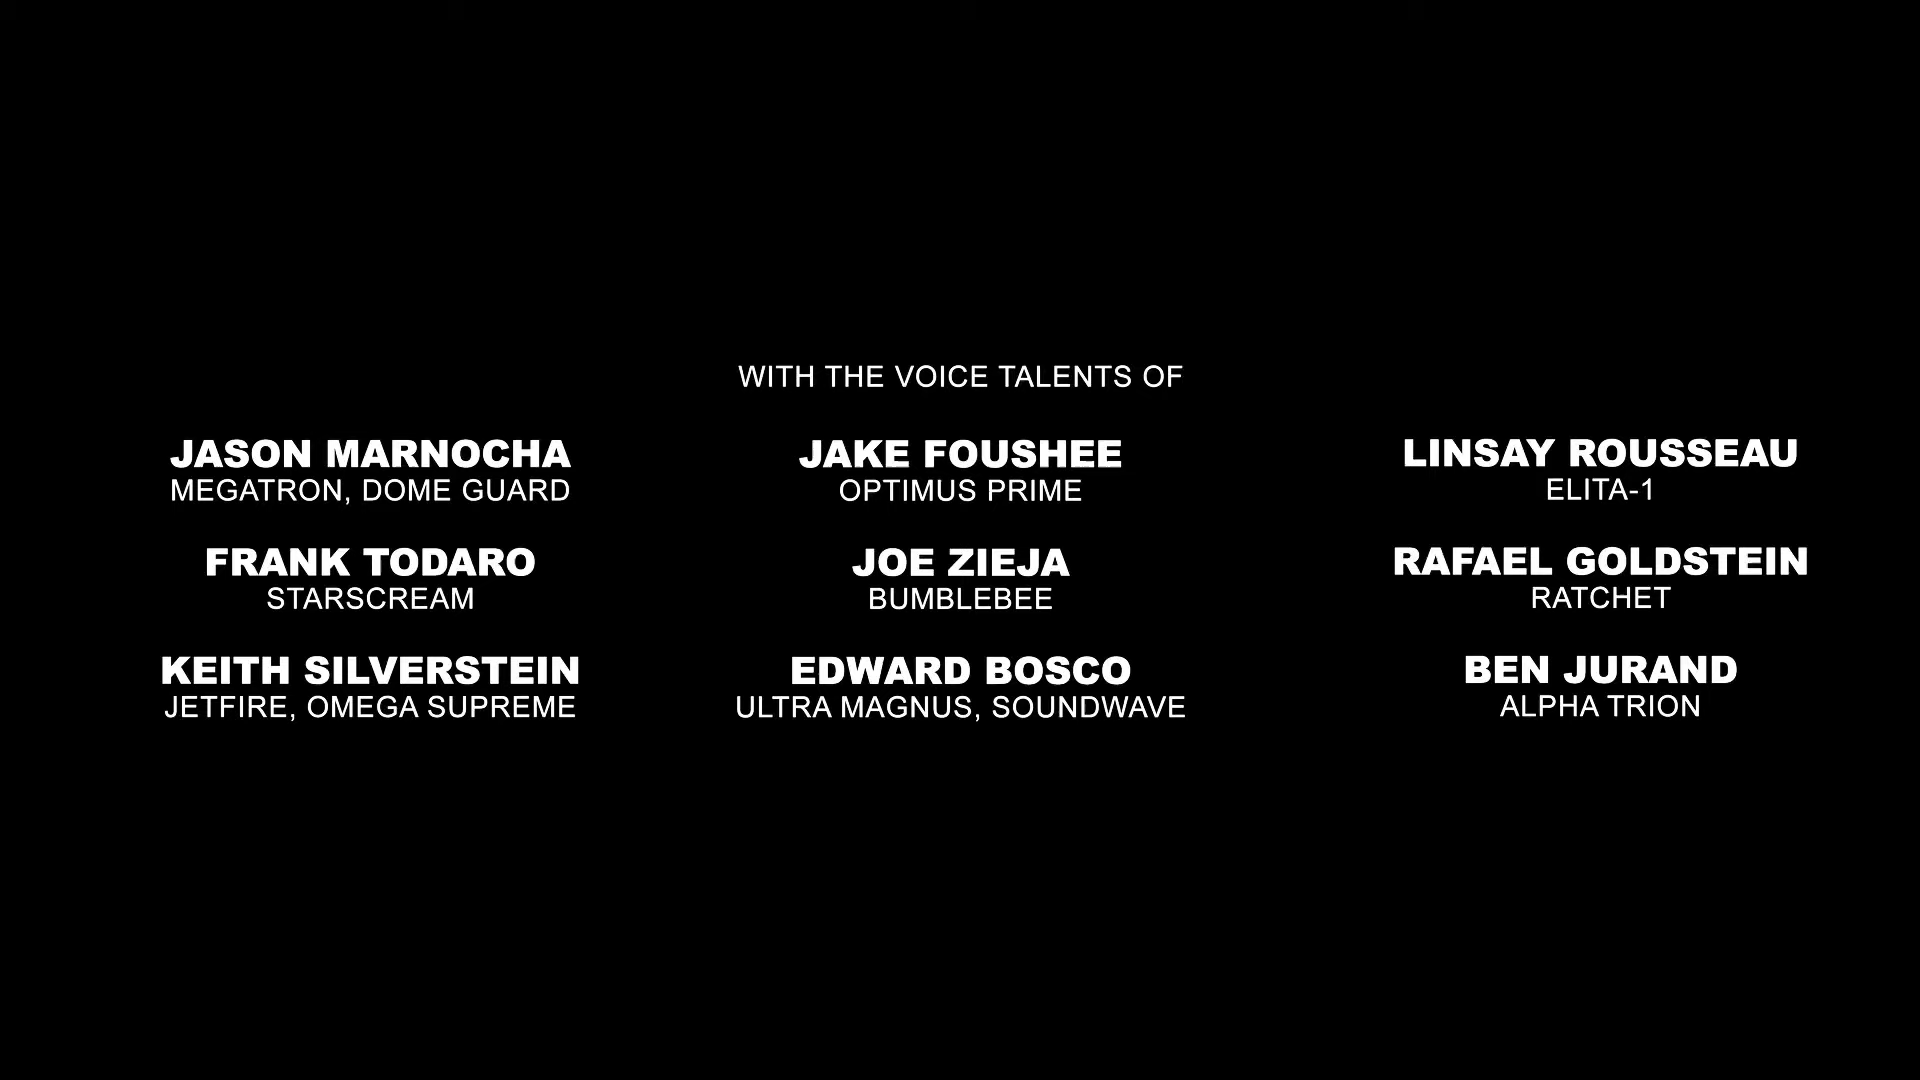 WITH THE VOICE TALENTS OF
JASON MARNOCHA
MEGATRON, DOME GUARD
JAKE FOUSHEE
OPTIMUS PRIME
LINSAY ROUSSEAU
ELITA-1
FRANK TODARO
STARSCREAM
JOE ZIEJA
BUMBLEBEE
RAFAEL GOLDSTEIN
RATCHET
KEITH SILVERSTEIN
JETFIRE, OMEGA SUPREME
EDWARD BOSCO
ULTRA MAGNUS, SOUNDWAVE
BEN JURAND
ALPHA TRION